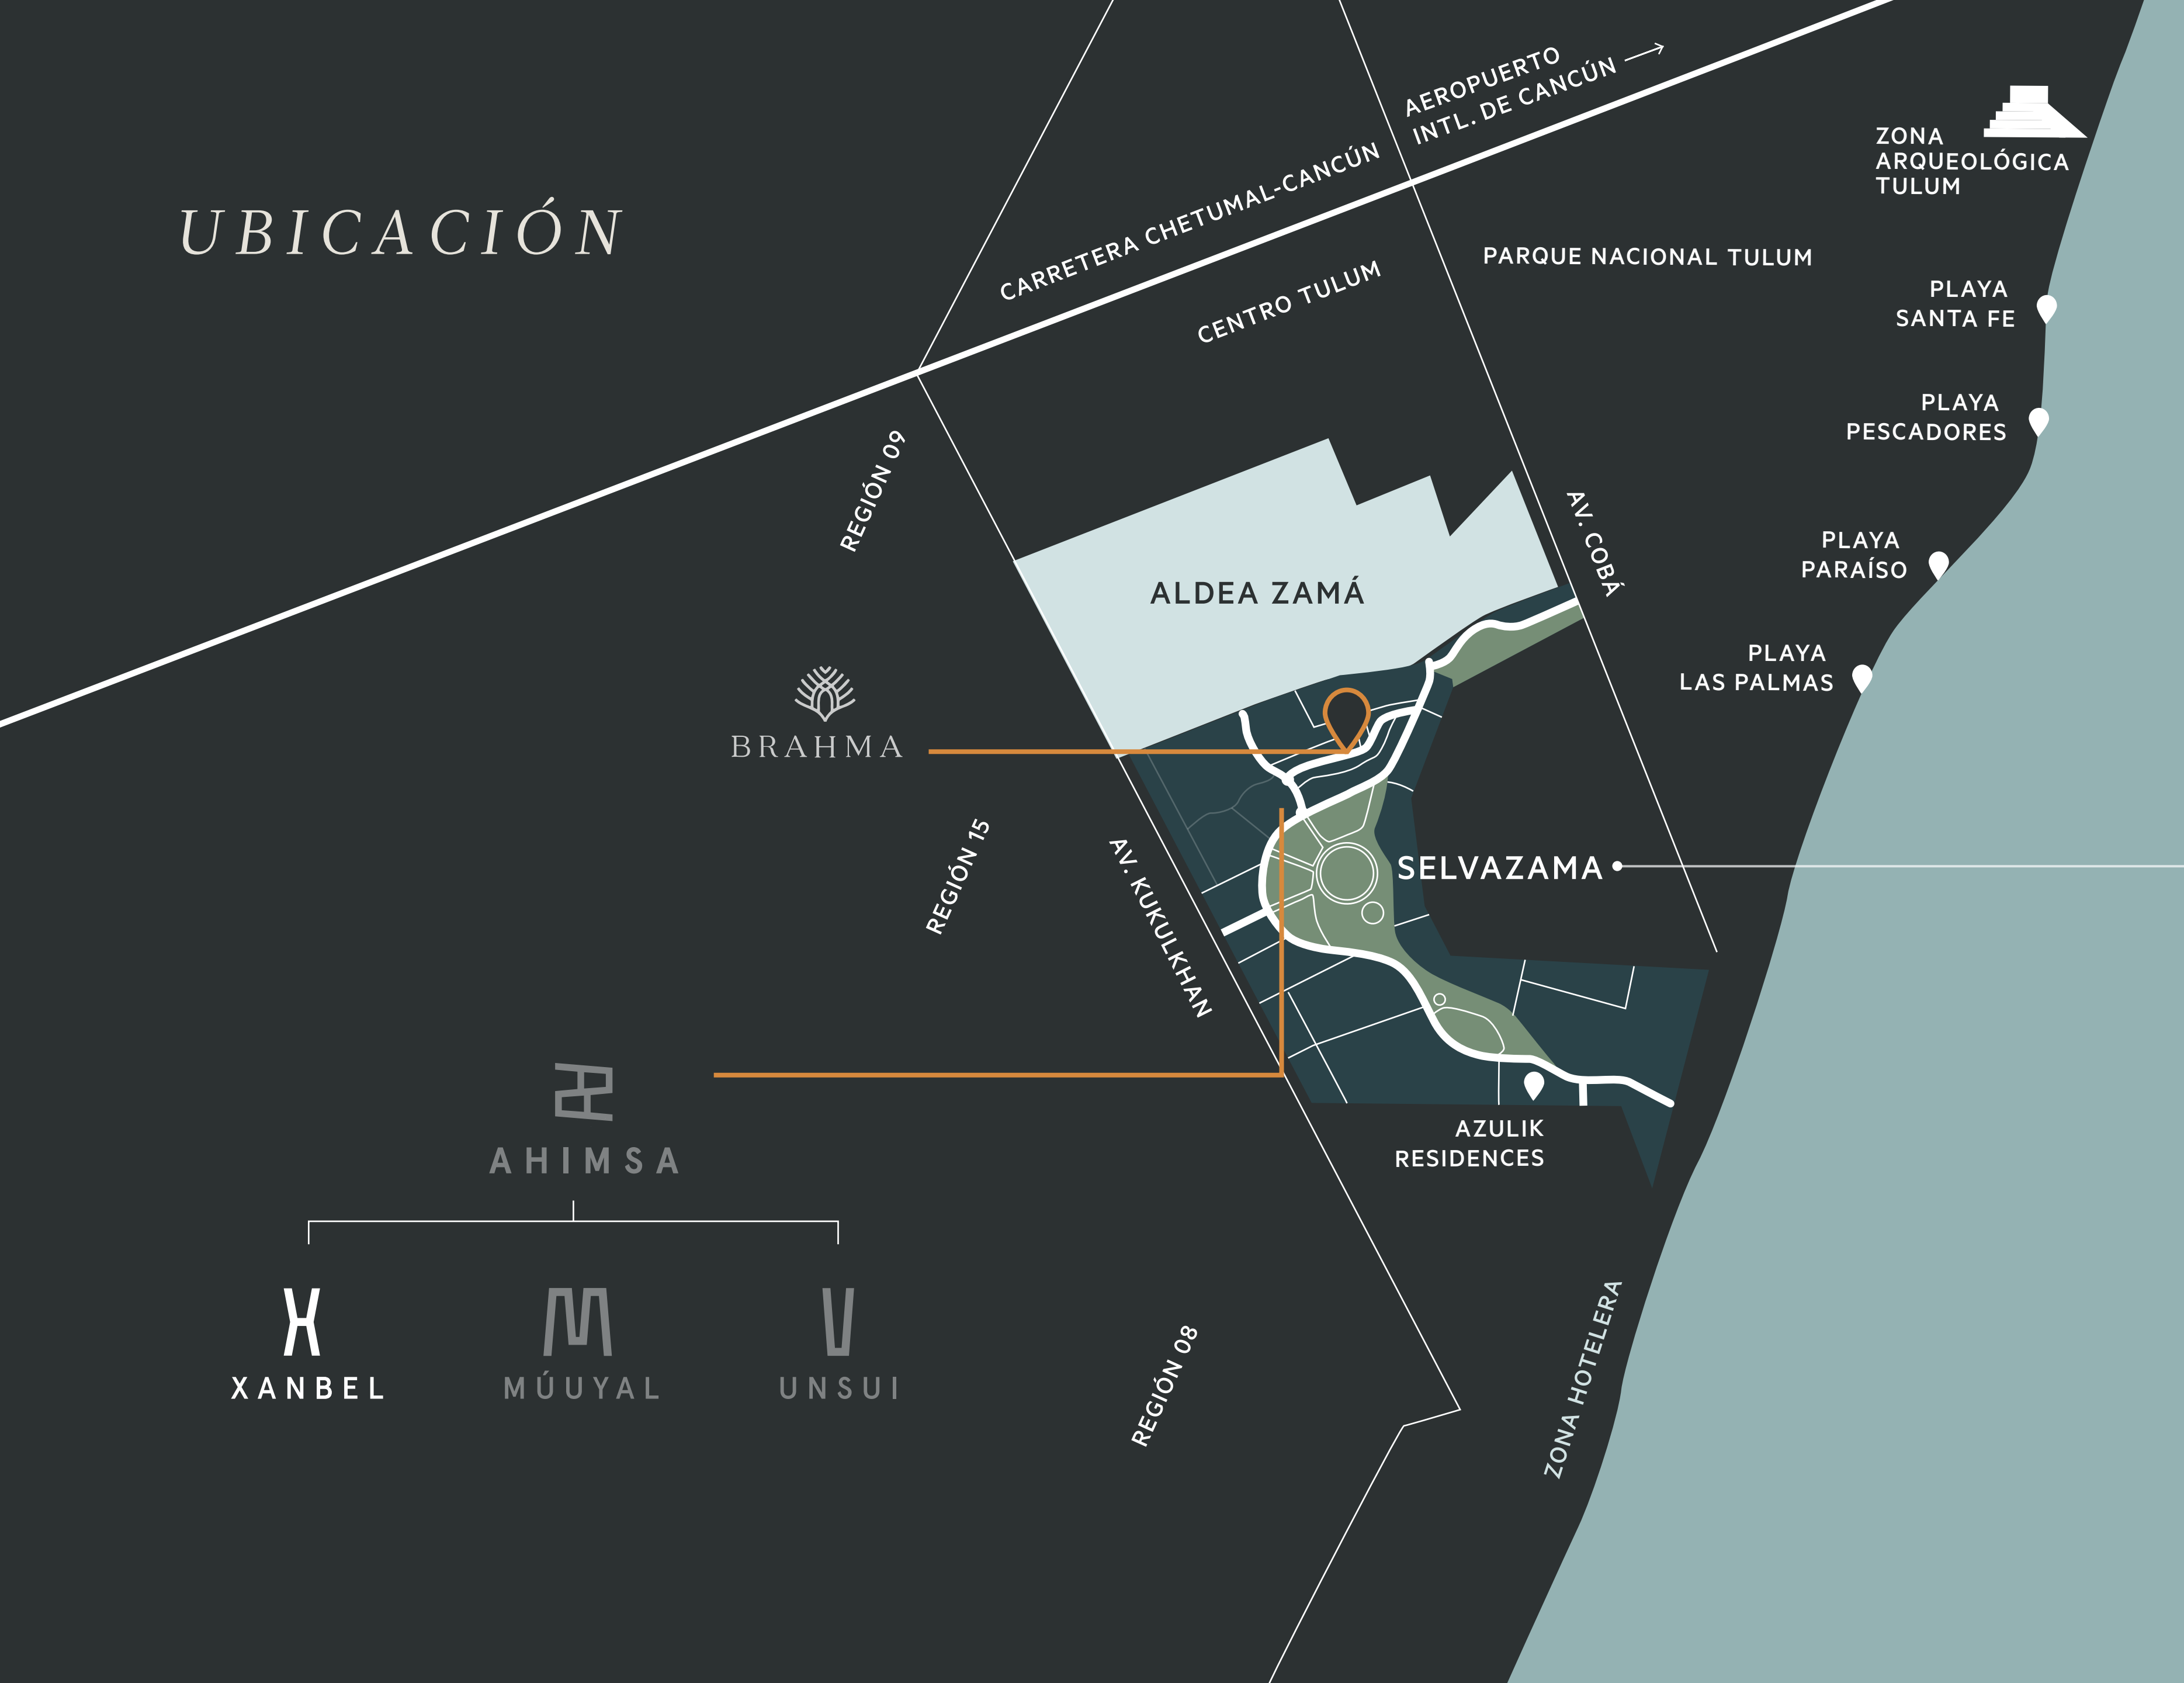 UBICACIÓN
AEROPUERTO
INTL. DE CANCÚN
CARRETERA CHETUMAL-CANCÚN
CENTRO TULUM
ZONA
ARQUEOLÓGICA
TULUM
PARQUE NACIONAL TULUM
PLAYA
SANTA FE
PLAYA
PESCADORES
REGIÓN 09
AV. COBÁ
PLAYA
PARAÍSO
ALDEA ZAMÁ
PLAYA
LAS PALMAS
BRAHMA
REGIÓN 15
AV. KUKULKHAN
SELVAZAMA
AHIMSA
AZULIK
RESIDENCES
XANBEL
MÚUYAL
UNSUI
REGIÓN 08
ZONA HOTELERA